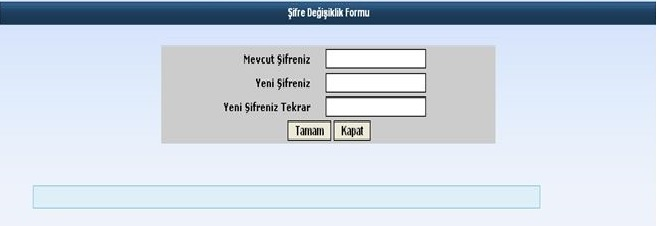 Şifre Değişiklik Formu
Mevcut Şifreniz
Yeni Şifreniz
Yeni Şifreniz Tekrar
Tamam Kapat